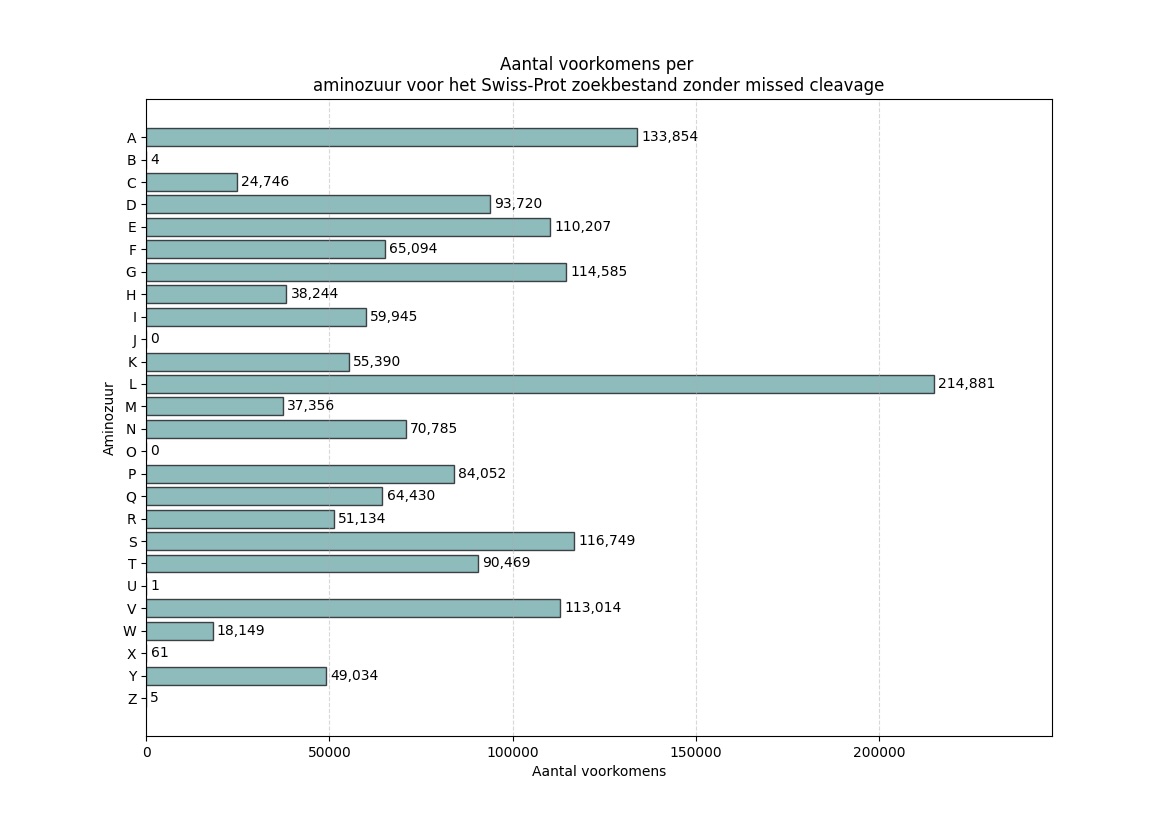 Aantal voorkomens per
aminozuur voor het Swiss-Prot zoekbestand zonder missed cleavage
Aminozuur
A 133,854
B 4
C 24,746
D 93,720
E 110,207
F 65,094
G 114,585
H 38,244
I 59,945
J 0
K 55,390
L 214,881
M 37,356
N 70,785
O 0
P 84,052
Q 64,430
R 51,134
S 116,749
T 90,469
U 1
V 113,014
W 18,149
X 61
Y 49,034
Z 5
0 50000 100000 150000 200000
Aantal voorkomens